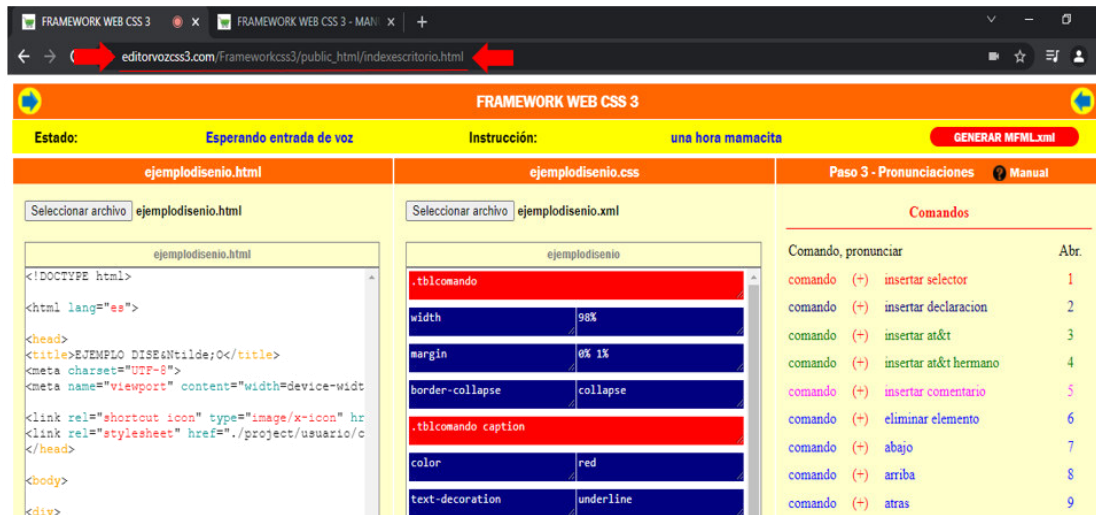 FRAMEWORK WEB CSS 3
FRAMEWORK WEB CSS 3 - MAN
editorvozcss3.com/Frameworkcss3/public_html/indexescritorio.html
FRAMEWORK WEB CSS 3
Estado: Esperando entrada de voz Instrucción: una hora mamacita GENERAR MFML.xml
ejemplodisenio.html
Seleccionar archivo ejemplodisenio.html
ejemplodisenio.html
<!DOCTYPE html>
<html lang="es">
<head>
<title>EJEMPLO DISE&Ntilde;O</title>
<meta charset="UTF-8">
<meta name="viewport" content="width=device-widt
<link rel="shortcut icon" type="image/x-icon" hr
<link rel="stylesheet" href="./project/usuario/c
</head>
<body>
<div>
ejemplodisenio.css
Seleccionar archivo ejemplodisenio.xml
ejemplodisenio
.tblcomando
width 98%
margin 0% 1%
border-collapse collapse
.tblcomando caption
color red
text-decoration underline
Paso 3 - Pronunciaciones ? Manual
Comandos
Comando, pronunciar Abr.
comando (+) insertar selector 1
comando (+) insertar declaracion 2
comando (+) insertar at&t 3
comando (+) insertar at&t hermano 4
comando (+) insertar comentario 5
comando (+) eliminar elemento 6
comando (+) abajo 7
comando (+) arriba 8
comando (+) atras 9